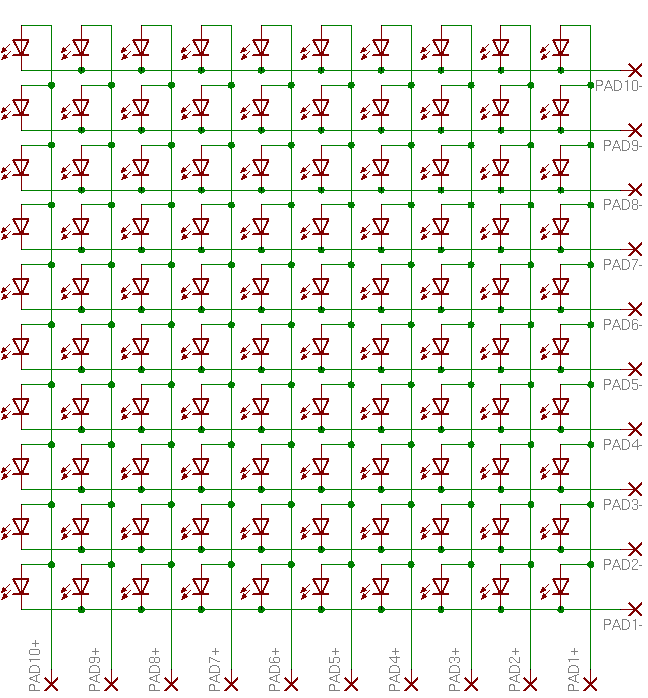 PAD10-
PAD9-
PAD8-
PAD7-
PAD6-
PAD5-
PAD4-
PAD3-
PAD2-
PAD1-
PAD10+
PAD9+
PAD8+
PAD7+
PAD6+
PAD5+
PAD4+
PAD3+
PAD2+
PAD1+